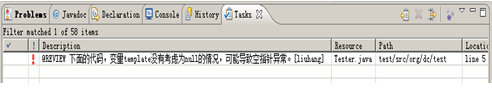 Problems @ Javadoc Declaration Console History Tasks
Filter matched 1 of 58 items
! Description Resource Path Locatio
! @REVIEW 下面的代码，变量template没有考虑为null的情况，可能导致空指针异常。[liuhang] Tester.java test/src/org/dc/test line 5